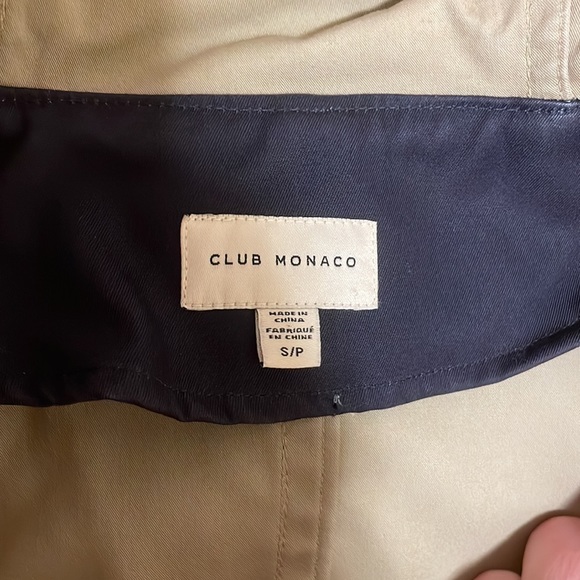 CLUB MONACO
MADE IN
CHINA
FABRIQUÉ
EN CHINE
S/P